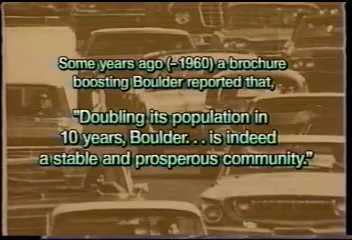 Some years ago (~1960) a brochure
boosting Boulder reported that,
"Doubling its population in
10 years, Boulder. . . is indeed
a stable and prosperous community."